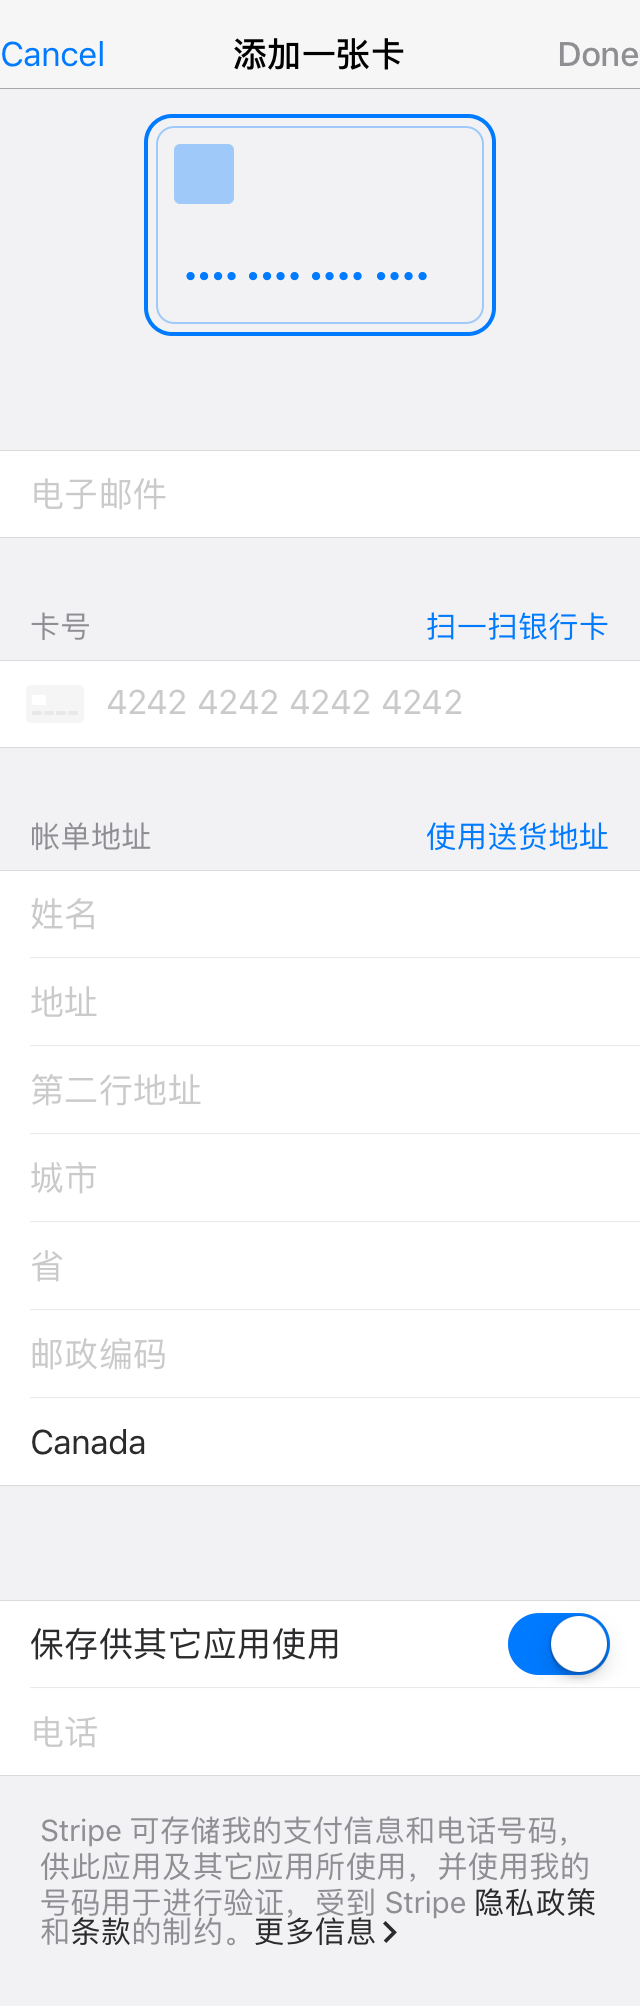 Cancel 添加一张卡 Done
电子邮件
卡号 扫一扫银行卡
4242 4242 4242 4242
帐单地址 使用送货地址
姓名
地址
第二行地址
城市
省
邮政编码
Canada
保存供其它应用使用
电话
Stripe 可存储我的支付信息和电话号码，
供此应用及其它应用所使用，并使用我的
号码用于进行验证，受到 Stripe 隐私政策
和条款的制约。更多信息